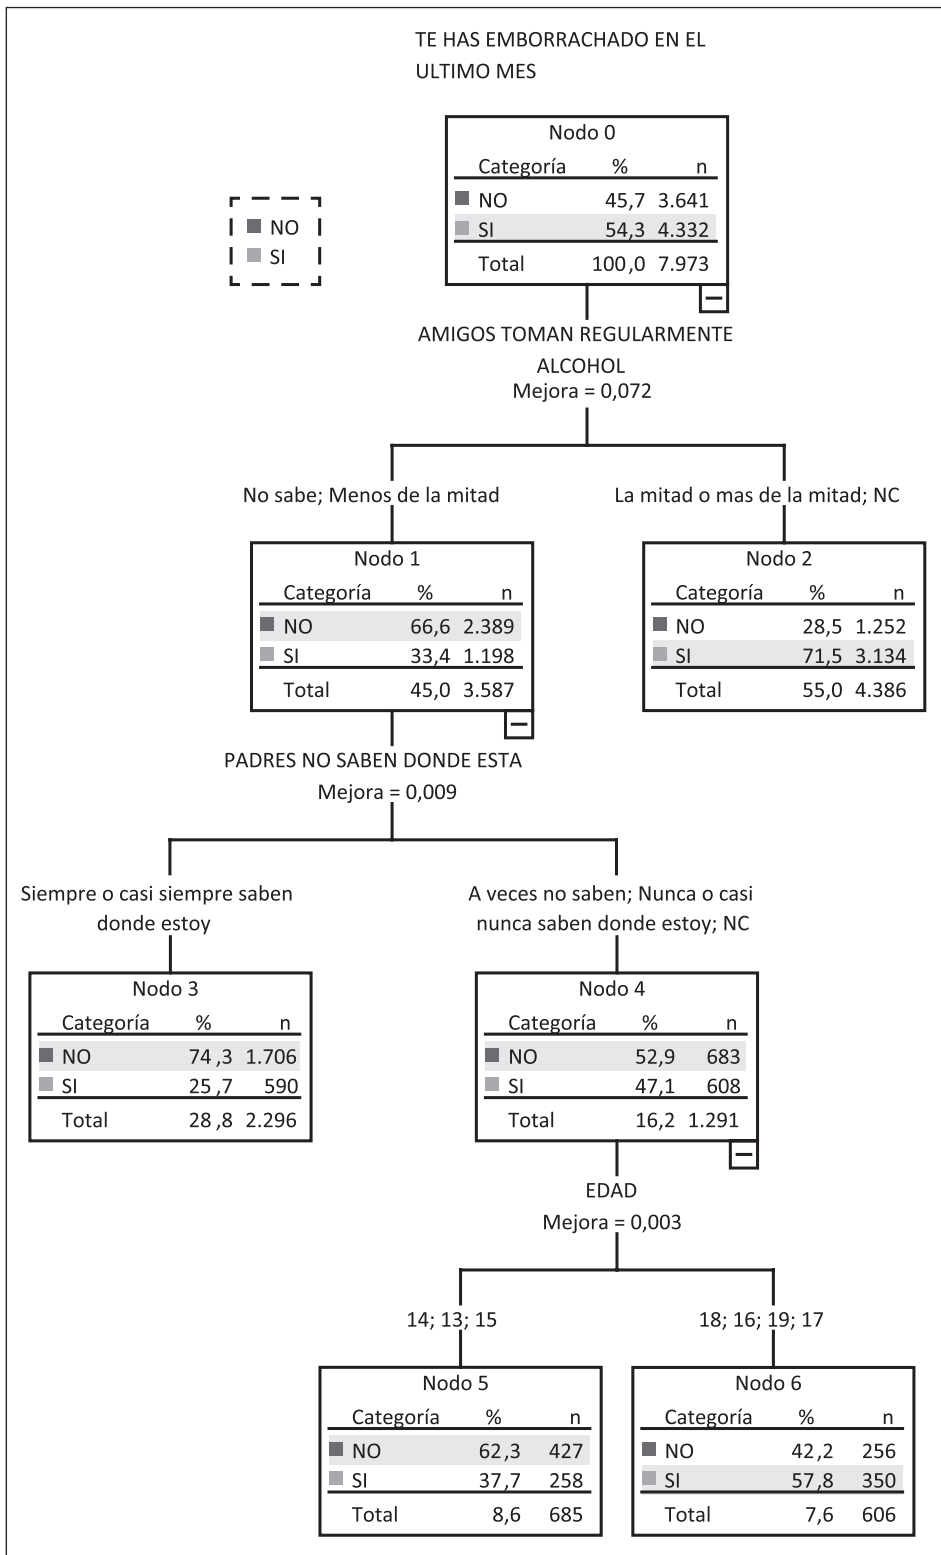 TE HAS EMBORRACHADO EN EL
ULTIMO MES
Nodo 0
Categoría % n
NO 45,7 3.641
SI 54,3 4.332
Total 100,0 7.973
NO
SI
AMIGOS TOMAN REGULARMENTE
ALCOHOL
Mejora = 0,072
No sabe; Menos de la mitad
La mitad o mas de la mitad; NC
Nodo 1
Categoría % n
NO 66,6 2.389
SI 33,4 1.198
Total 45,0 3.587
Nodo 2
Categoría % n
NO 28,5 1.252
SI 71,5 3.134
Total 55,0 4.386
PADRES NO SABEN DONDE ESTA
Mejora = 0,009
Siempre o casi siempre saben
donde estoy
A veces no saben; Nunca o casi
nunca saben donde estoy; NC
Nodo 3
Categoría % n
NO 74 ,3 1.706
SI 25 ,7 590
Total 28 ,8 2.296
Nodo 4
Categoría % n
NO 52,9 683
SI 47,1 608
Total 16,2 1.291
EDAD
Mejora = 0,003
14; 13; 15
18; 16; 19; 17
Nodo 5
Categoría % n
NO 62,3 427
SI 37,7 258
Total 8,6 685
Nodo 6
Categoría % n
NO 42,2 256
SI 57,8 350
Total 7,6 606